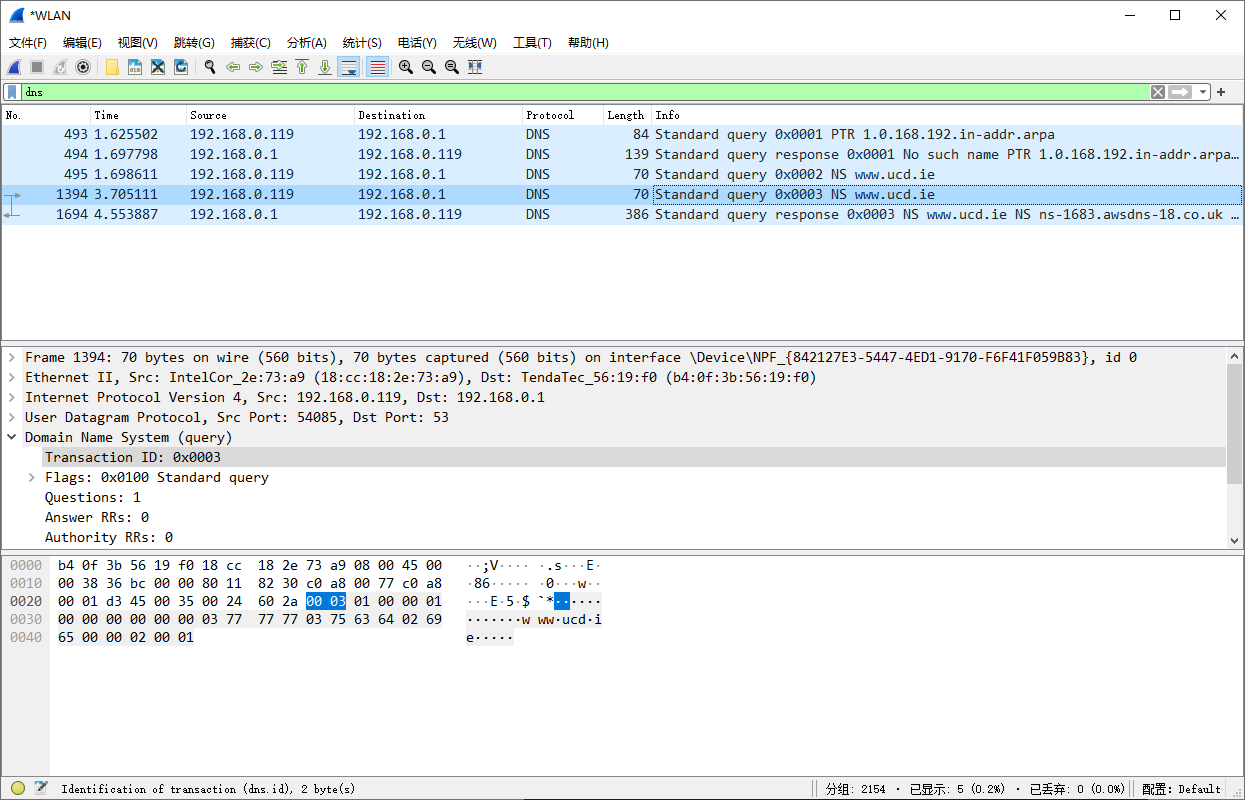 *WLAN
文件(F) 编辑(E) 视图(V) 跳转(G) 捕获(C) 分析(A) 统计(S) 电话(Y) 无线(W) 工具(T) 帮助(H)
dns
No. Time Source Destination Protocol Length Info
493 1.625502 192.168.0.119 192.168.0.1 DNS 84 Standard query 0x0001 PTR 1.0.168.192.in-addr.arpa
494 1.697798 192.168.0.1 192.168.0.119 DNS 139 Standard query response 0x0001 No such name PTR 1.0.168.192.in-addr.arpa…
495 1.698611 192.168.0.119 192.168.0.1 DNS 70 Standard query 0x0002 NS www.ucd.ie
1394 3.705111 192.168.0.119 192.168.0.1 DNS 70 Standard query 0x0003 NS www.ucd.ie
1694 4.553887 192.168.0.1 192.168.0.119 DNS 386 Standard query response 0x0003 NS www.ucd.ie NS ns-1683.awsdns-18.co.uk …
Frame 1394: 70 bytes on wire (560 bits), 70 bytes captured (560 bits) on interface \Device\NPF_{842127E3-5447-4ED1-9170-F6F41F059B83}, id 0
Ethernet II, Src: IntelCor_2e:73:a9 (18:cc:18:2e:73:a9), Dst: TendaTec_56:19:f0 (b4:0f:3b:56:19:f0)
Internet Protocol Version 4, Src: 192.168.0.119, Dst: 192.168.0.1
User Datagram Protocol, Src Port: 54085, Dst Port: 53
Domain Name System (query)
Transaction ID: 0x0003
Flags: 0x0100 Standard query
Questions: 1
Answer RRs: 0
Authority RRs: 0
0000 b4 0f 3b 56 19 f0 18 cc 18 2e 73 a9 08 00 45 00 ··;V···· ·.s···E·
0010 00 38 36 bc 00 00 80 11 82 30 c0 a8 00 77 c0 a8 ·86····· ·0···w··
0020 00 01 d3 45 00 35 00 24 60 2a 00 03 01 00 00 01 ···E·5·$ `*······
0030 00 00 00 00 00 00 03 77 77 77 03 75 63 64 02 69 ·······w ww·ucd·i
0040 65 00 00 02 00 01 e·····
Identification of transaction (dns.id), 2 byte(s) 分组: 2154 · 已显示: 5 (0.2%) · 已丢弃: 0 (0.0%) 配置: Default